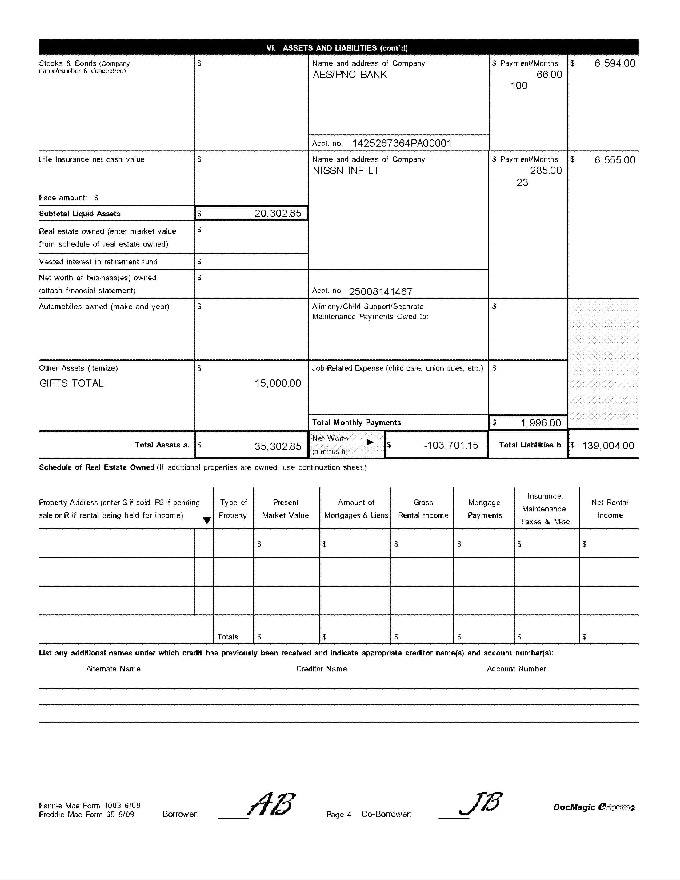 VI. ASSETS AND LIABILITIES (cont'd)
Stocks & Bonds (Company
name/number & description)
$
Name and address of Company
AES/PNC BANK
$ Payment/Months
66.00
100
$ 6,594.00
Acct. no. 1425267364PA00001
Life insurance net cash value
$
Face amount: $
Name and address of Company
NISSN INF LT
$ Payment/Months
285.00
23
$ 6,555.00
Subtotal Liquid Assets $ 20,302.85
Real estate owned (enter market value
from schedule of real estate owned)
$
Vested interest in retirement fund $
Net worth of business(es) owned
(attach financial statement)
$
Acct. no. 25008141467
Automobiles owned (make and year) $
Alimony/Child Support/Separate
Maintenance Payments Owed to:
$
Other Assets (itemize) $
GIFTS TOTAL 15,000.00
Job-Related Expense (child care, union dues, etc.) $
Total Monthly Payments $ 1,996.00
Total Assets a. $ 35,302.85
Net Worth
(a minus b)
$ -103,701.15
Total Liabilities b. $ 139,004.00
Schedule of Real Estate Owned (If additional properties are owned, use continuation sheet.)
Property Address (enter S if sold, PS if pending
sale or R if rental being held for income)
Type of
Property
Present
Market Value
Amount of
Mortgages & Liens
Gross
Rental Income
Mortgage
Payments
Insurance,
Maintenance,
Taxes & Misc.
Net Rental
Income
$ $ $ $ $ $
Totals $ $ $ $ $ $
List any additional names under which credit has previously been received and indicate appropriate creditor name(s) and account number(s):
Alternate Name Creditor Name Account Number
Fannie Mae Form 1003 6/09
Freddie Mac Form 65 6/09
Borrower: AB
Page 4
Co-Borrower: JB
DocMagic eForms